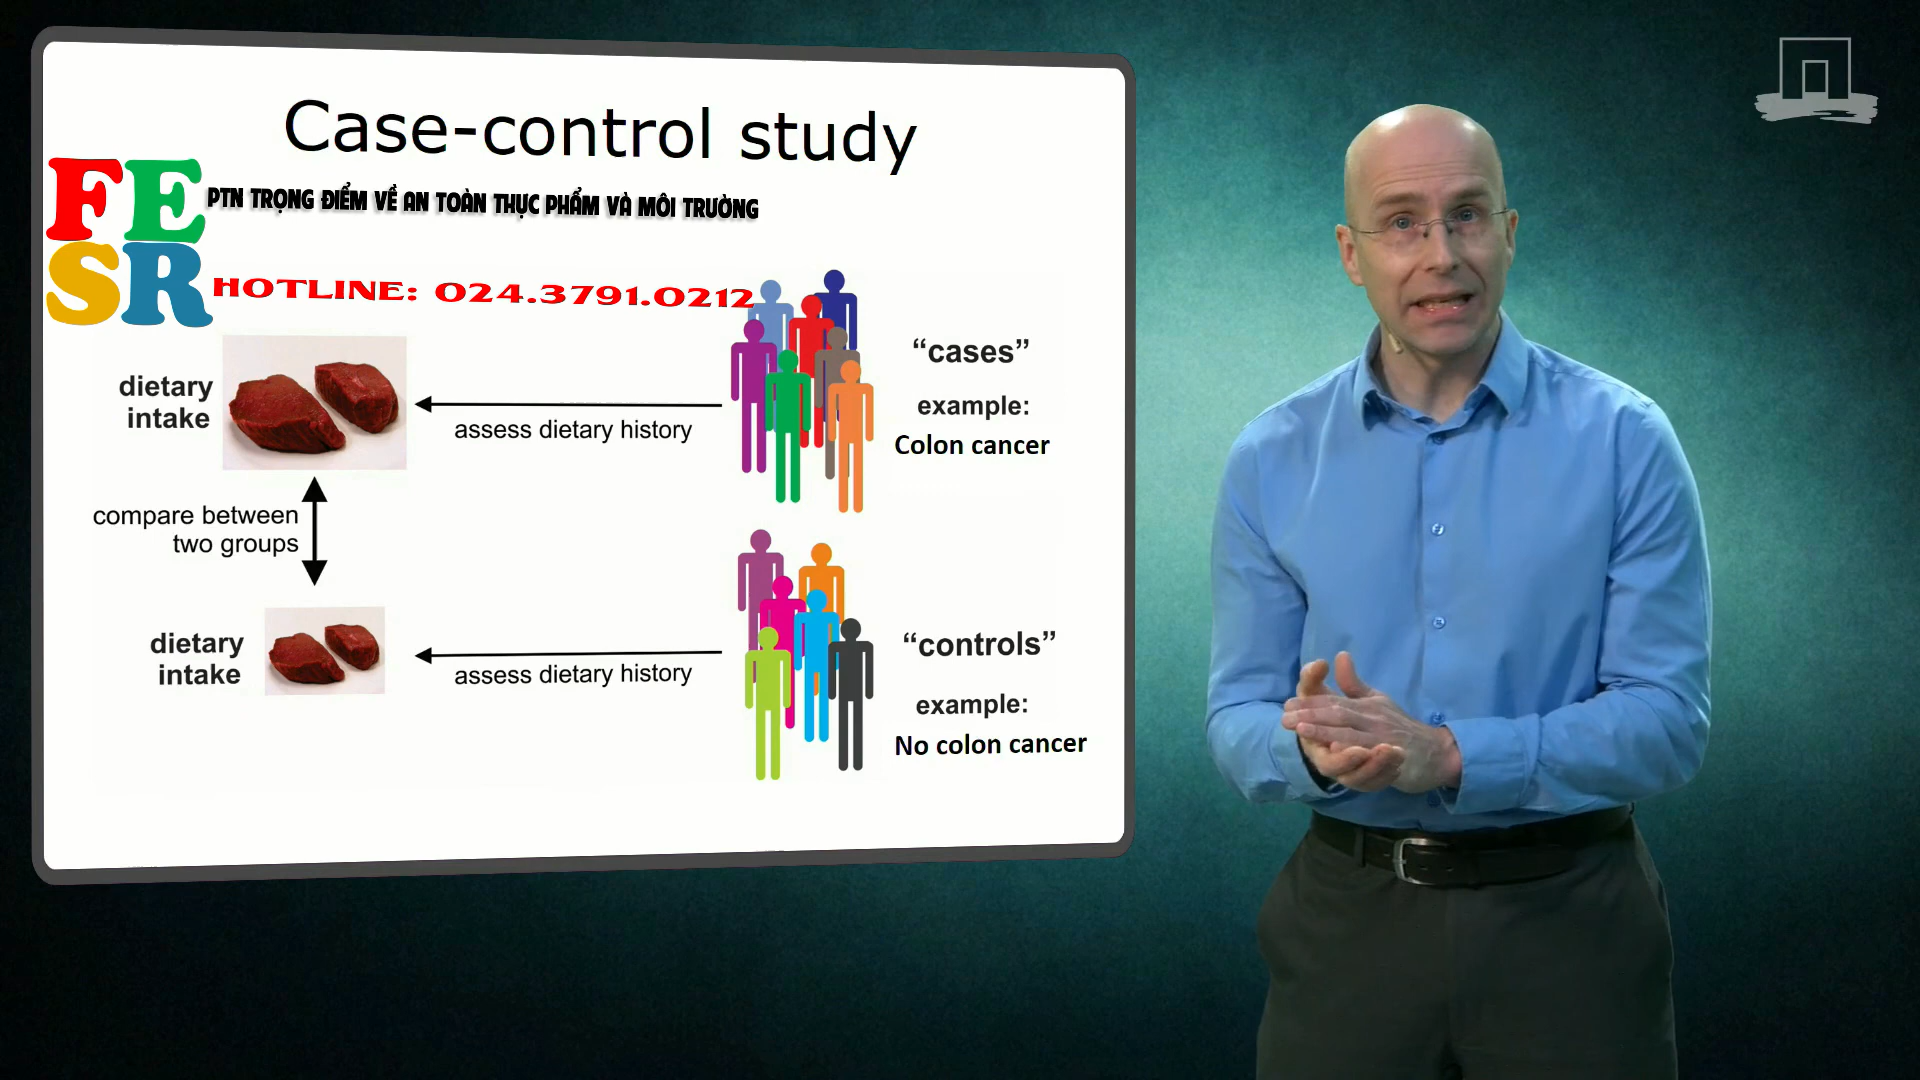 Case-control study
FE
SR
PTN TRỌNG ĐIỂM VỀ AN TOÀN THỰC PHẨM VÀ MÔI TRƯỜNG
HOTLINE: 024.3791.0212
dietary
intake
assess dietary history
“cases”
example:
Colon cancer
compare between
two groups
dietary
intake
assess dietary history
“controls”
example:
No colon cancer